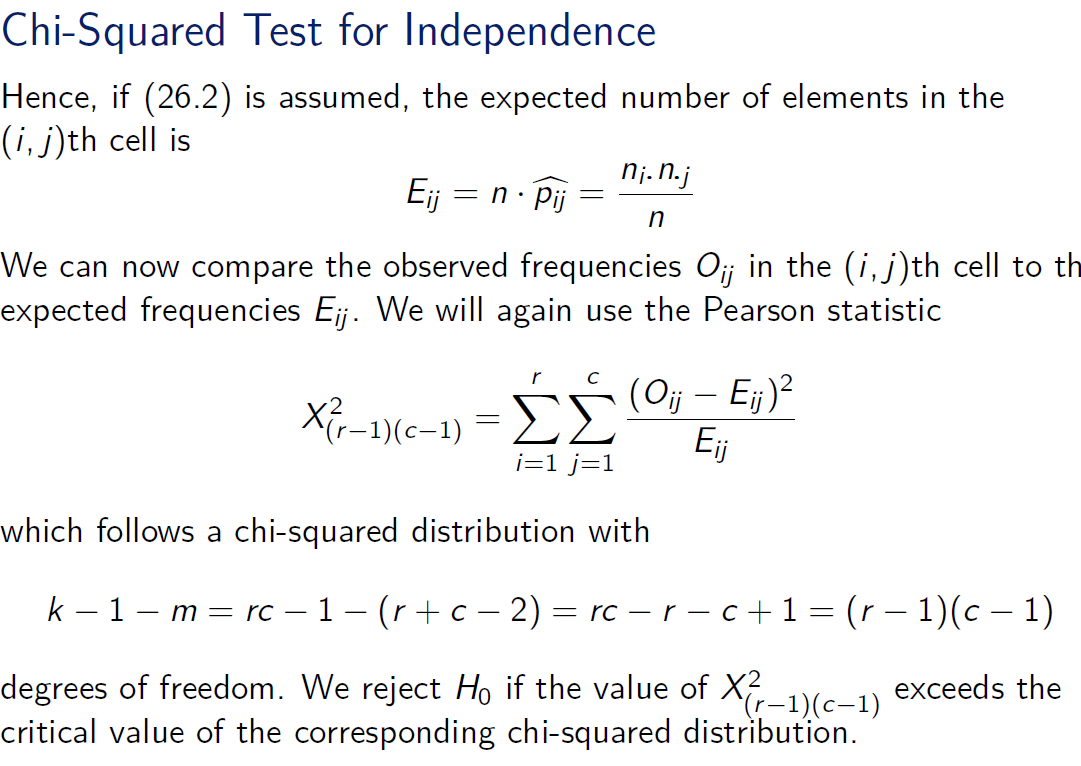 Chi-Squared Test for Independence
Hence, if (26.2) is assumed, the expected number of elements in the
(i, j)th cell is
E_{ij} = n · \widehat{p_{ij}} = \frac{n_{i·} n_{·j}}{n}
We can now compare the observed frequencies O_{ij} in the (i, j)th cell to th
expected frequencies E_{ij}. We will again use the Pearson statistic
X^2_{(r−1)(c−1)} = \sum_{i=1}^{r} \sum_{j=1}^{c} \frac{(O_{ij} − E_{ij})^2}{E_{ij}}
which follows a chi-squared distribution with
k − 1 − m = rc − 1 − (r + c − 2) = rc − r − c + 1 = (r − 1)(c − 1)
degrees of freedom. We reject H_0 if the value of X^2_{(r−1)(c−1)} exceeds the
critical value of the corresponding chi-squared distribution.